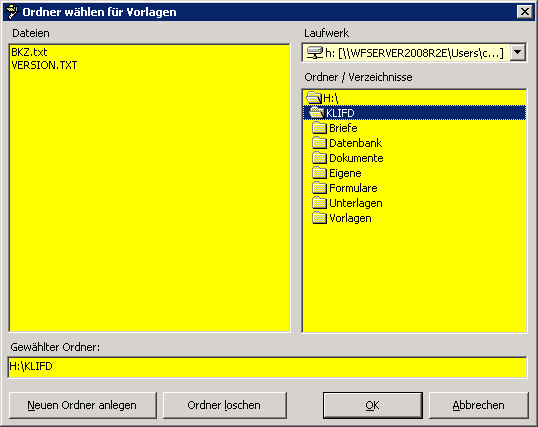 Ordner wählen für Vorlagen
Dateien
BKZ.txt
VERSION.TXT
Laufwerk
h: [\\WFSERVER2008R2E\Users\c...]
Ordner / Verzeichnisse
H:\
KLIFD
Briefe
Datenbank
Dokumente
Eigene
Formulare
Unterlagen
Vorlagen
Gewählter Ordner:
H:\KLIFD
Neuen Ordner anlegen
Ordner loschen
OK
Abbrechen